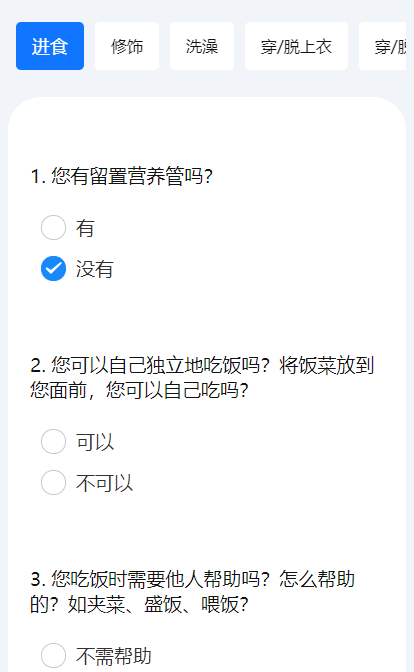 进食 修饰 洗澡 穿/脱上衣 穿/脱
1. 您有留置营养管吗?
有
没有
2. 您可以自己独立地吃饭吗？将饭菜放到
您面前，您可以自己吃吗?
可以
不可以
3. 您吃饭时需要他人帮助吗？怎么帮助
的？如夹菜、盛饭、喂饭?
不需帮助